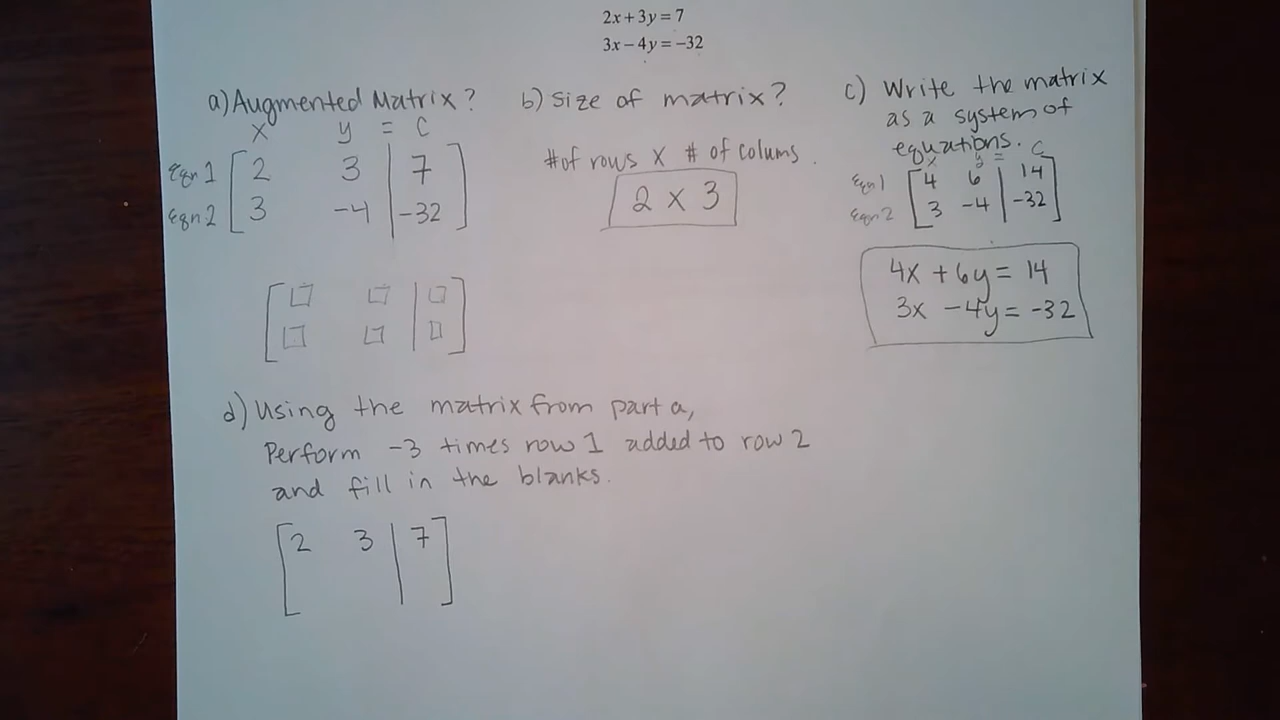 2x+3y=7
3x−4y=−32
a) Augmented Matrix?
x y = c
Eqn 1 [ 2 3 | 7 ]
Eqn 2 [ 3 -4 | -32 ]
b) Size of matrix?
# of rows x # of colums.
2 x 3
c) Write the matrix
as a system of
equations.
x y = C
Eqn 1 [ 4 6 | 14 ]
Eqn 2 [ 3 -4 | -32 ]
4x + 6y = 14
3x - 4y = -32
d) Using the matrix from part a,
Perform -3 times row 1 added to row 2
and fill in the blanks.
[ 2 3 | 7 ]